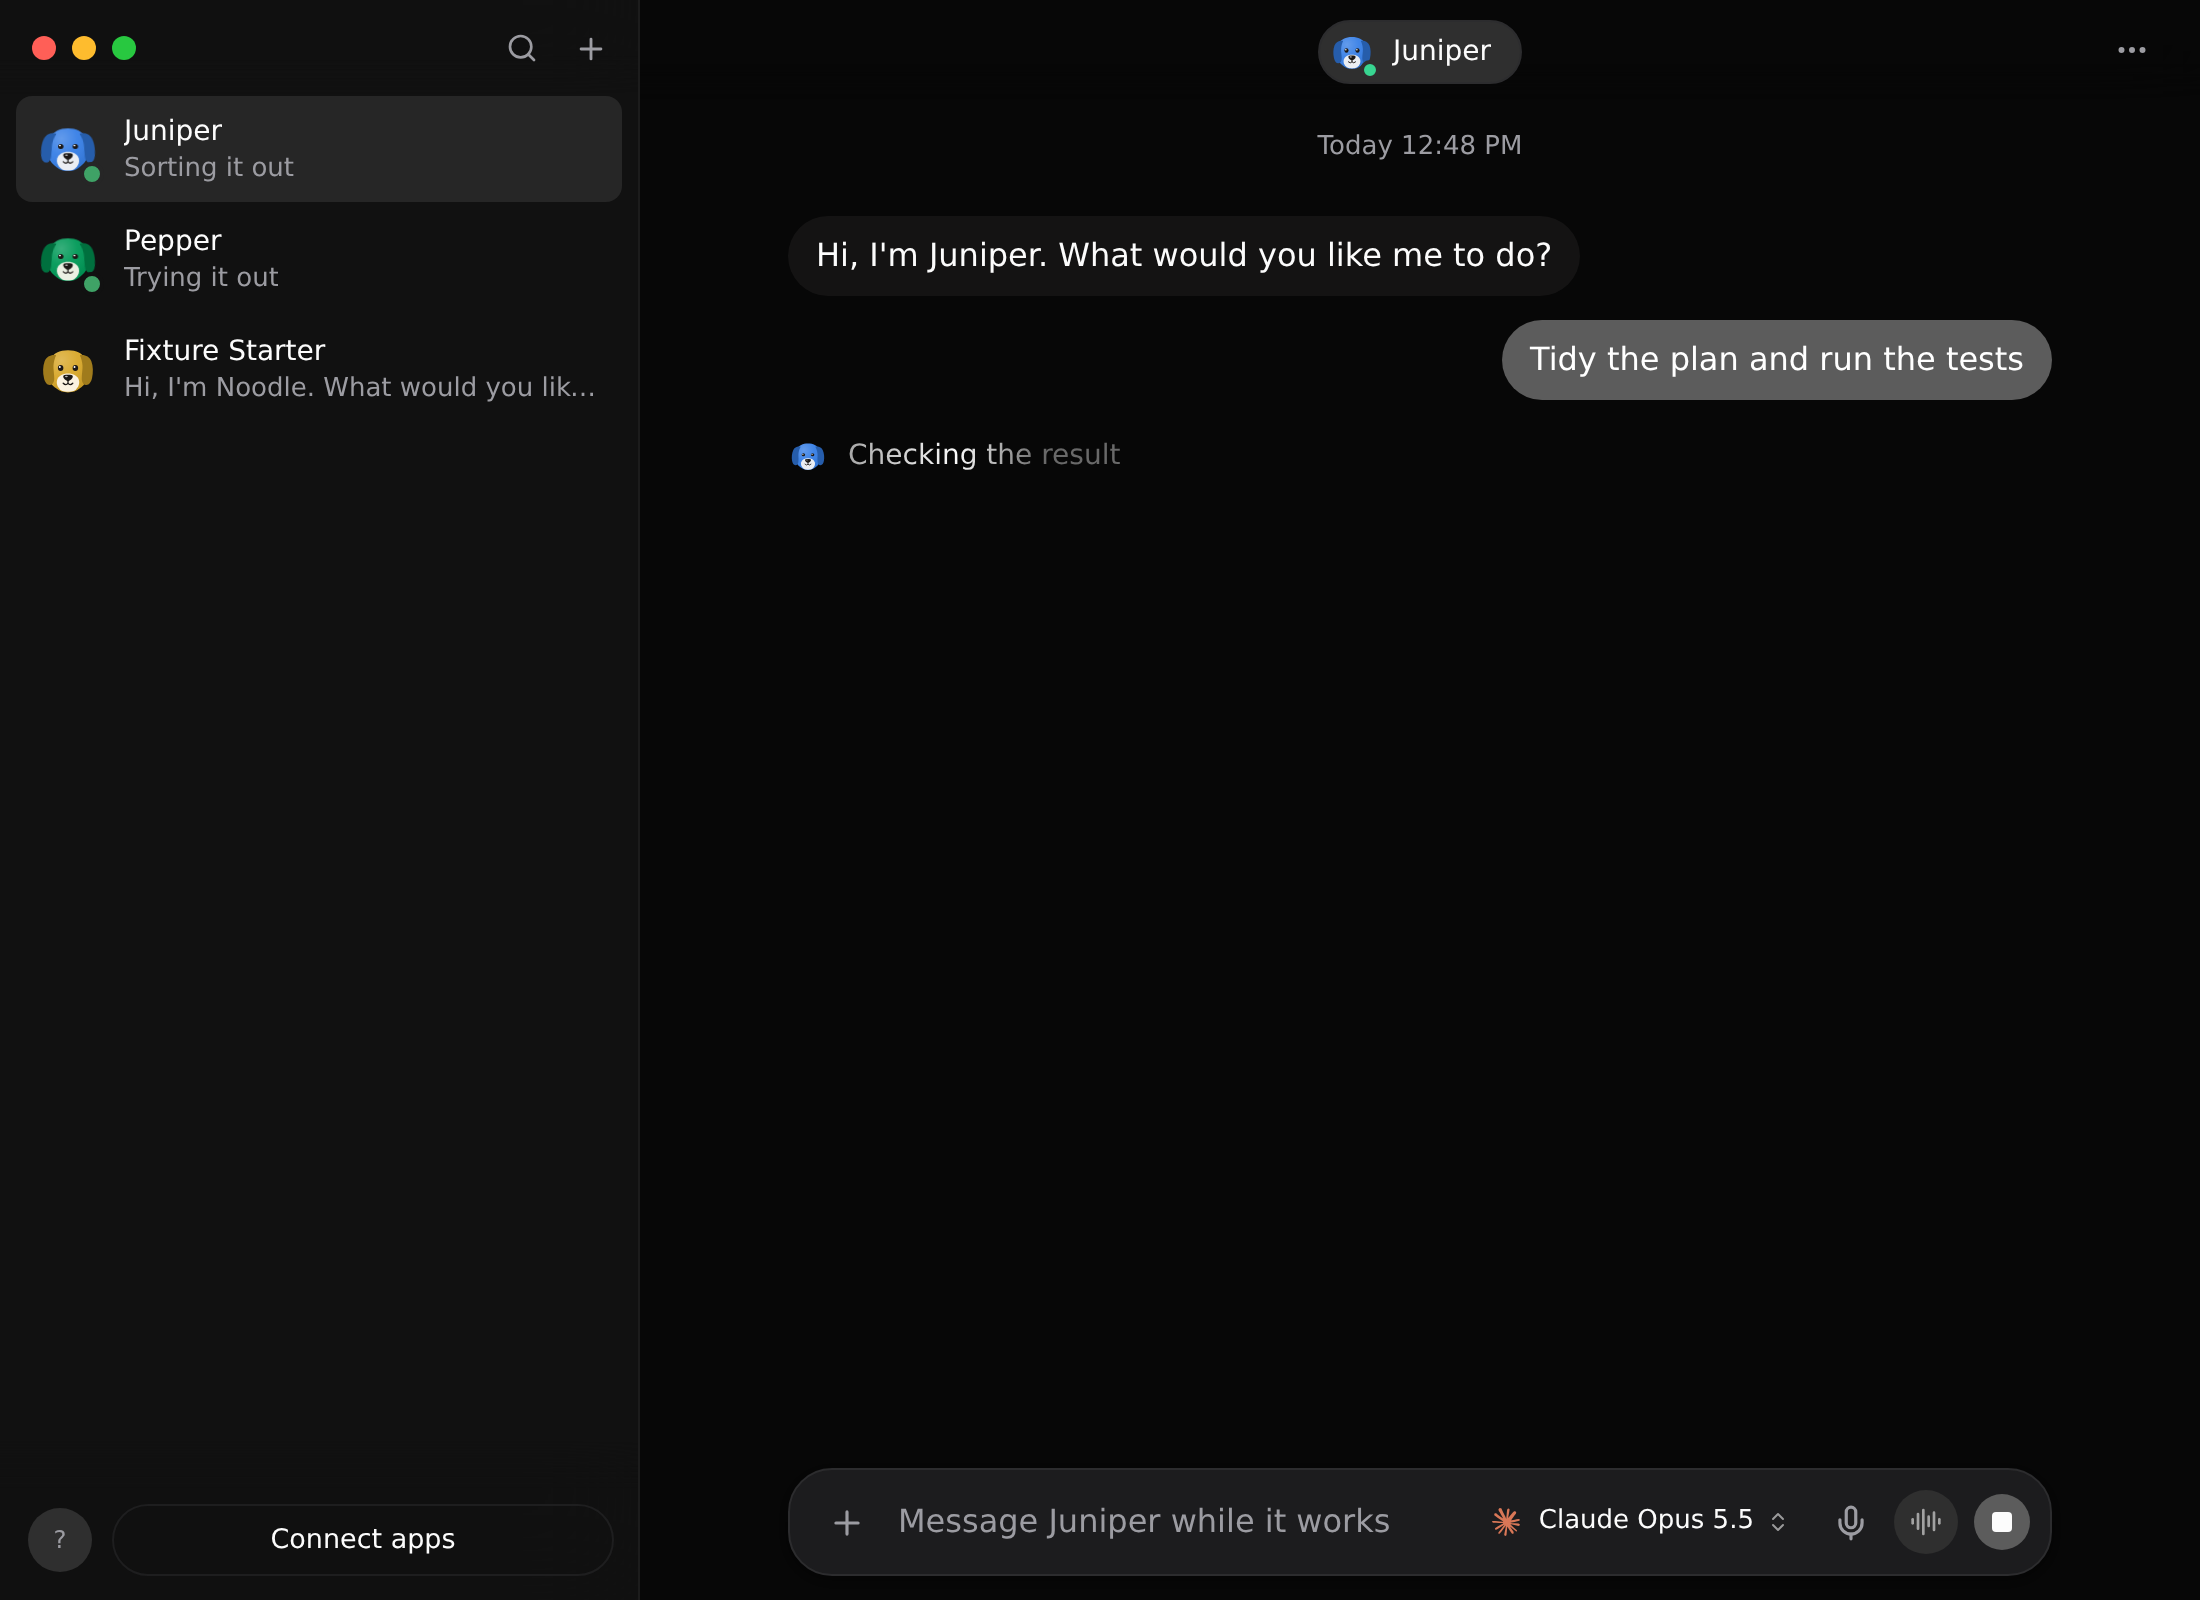 Juniper
Sorting it out
Pepper
Trying it out
Fixture Starter
Hi, I'm Noodle. What would you lik...
?
Connect apps
Juniper
Today 12:48 PM
Hi, I'm Juniper. What would you like me to do?
Tidy the plan and run the tests
Checking the result
Message Juniper while it works
Claude Opus 5.5